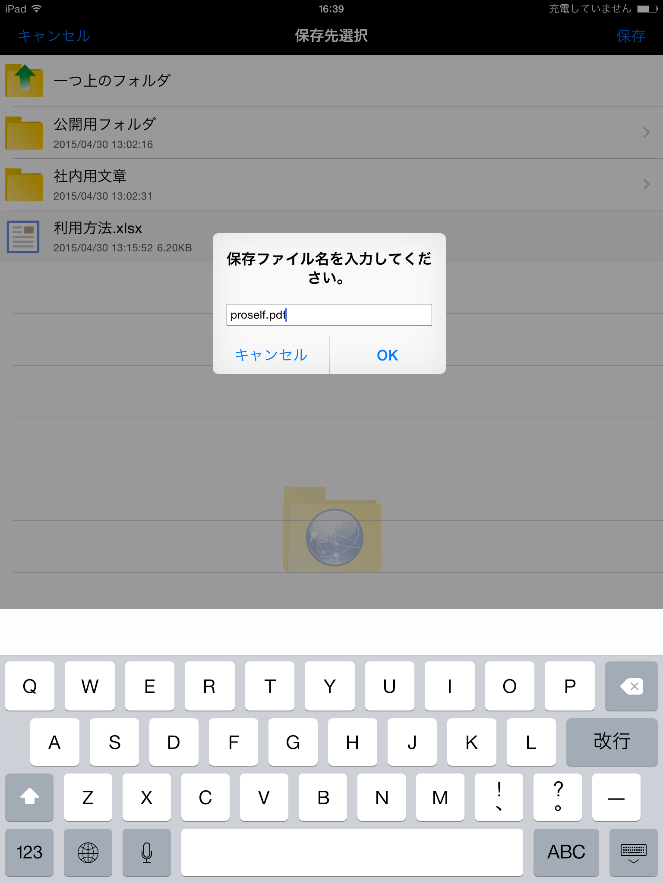 iPad 16:39 充電していません
キャンセル 保存先選択 保存
一つ上のフォルダ
公開用フォルダ
2015/04/30 13:02:16
社内用文章
2015/04/30 13:02:31
利用方法.xlsx
2015/04/30 13:15:52 6.20KB
保存ファイル名を入力してくだ
さい。
proself.pdf
キャンセル OK
Q W E R T Y U I O P
A S D F G H J K L 改行
Z X C V B N M ! 、 ? 。 ー
123 ABC